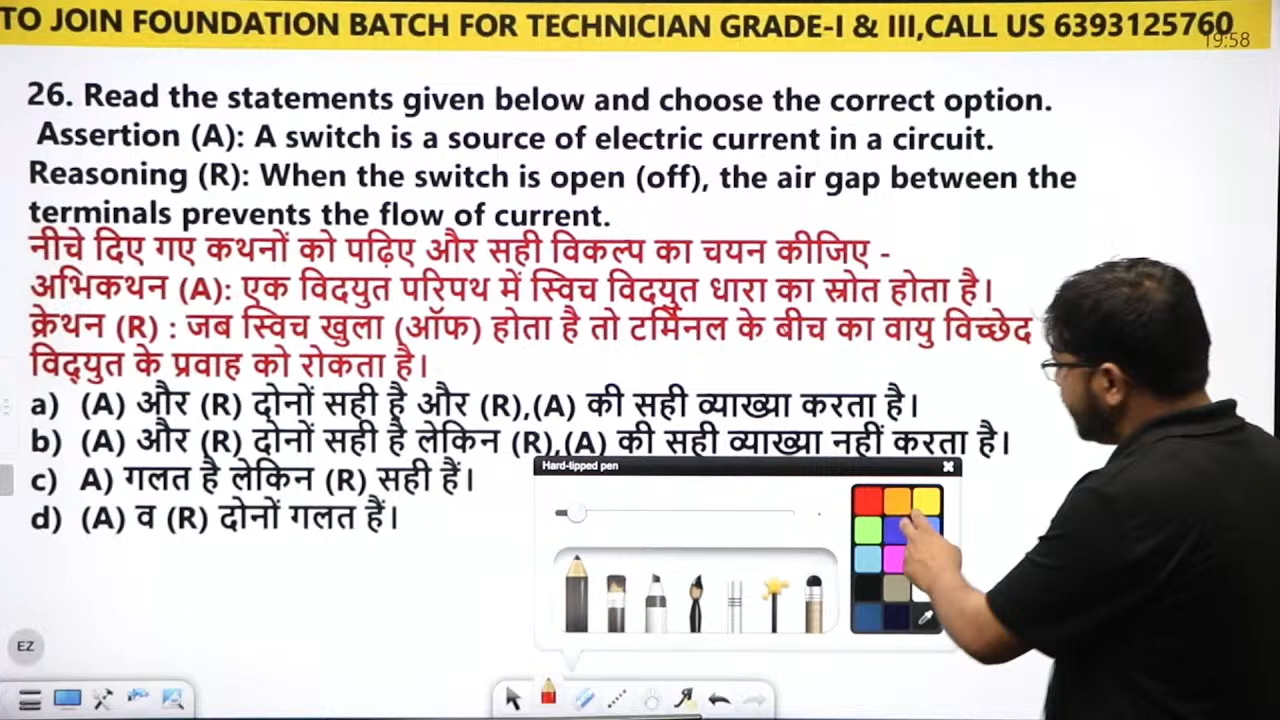 TO JOIN FOUNDATION BATCH FOR TECHNICIAN GRADE-I & III,CALL US 6393125760
19:58
26. Read the statements given below and choose the correct option.
Assertion (A): A switch is a source of electric current in a circuit.
Reasoning (R): When the switch is open (off), the air gap between the
terminals prevents the flow of current.
नीचे दिए गए कथनों को पढ़िए और सही विकल्प का चयन कीजिए -
अभिकथन (A): एक विदयुत परिपथ में स्विच विदयुत धारा का स्रोत होता है।
क्रेथन (R) : जब स्विच खुला (ऑफ) होता है तो टर्मिनल के बीच का वायु विच्छेद
विद्युत के प्रवाह को रोकता है।
a) (A) और (R) दोनों सही है और (R),(A) की सही व्याख्या करता है।
b) (A) और (R) दोनों सही है लेकिन (R),(A) की सही व्याख्या नहीं करता है।
c) A) गलत है लेकिन (R) सही हैं।
d) (A) व (R) दोनों गलत हैं।
Hard-lipped pen
EZ